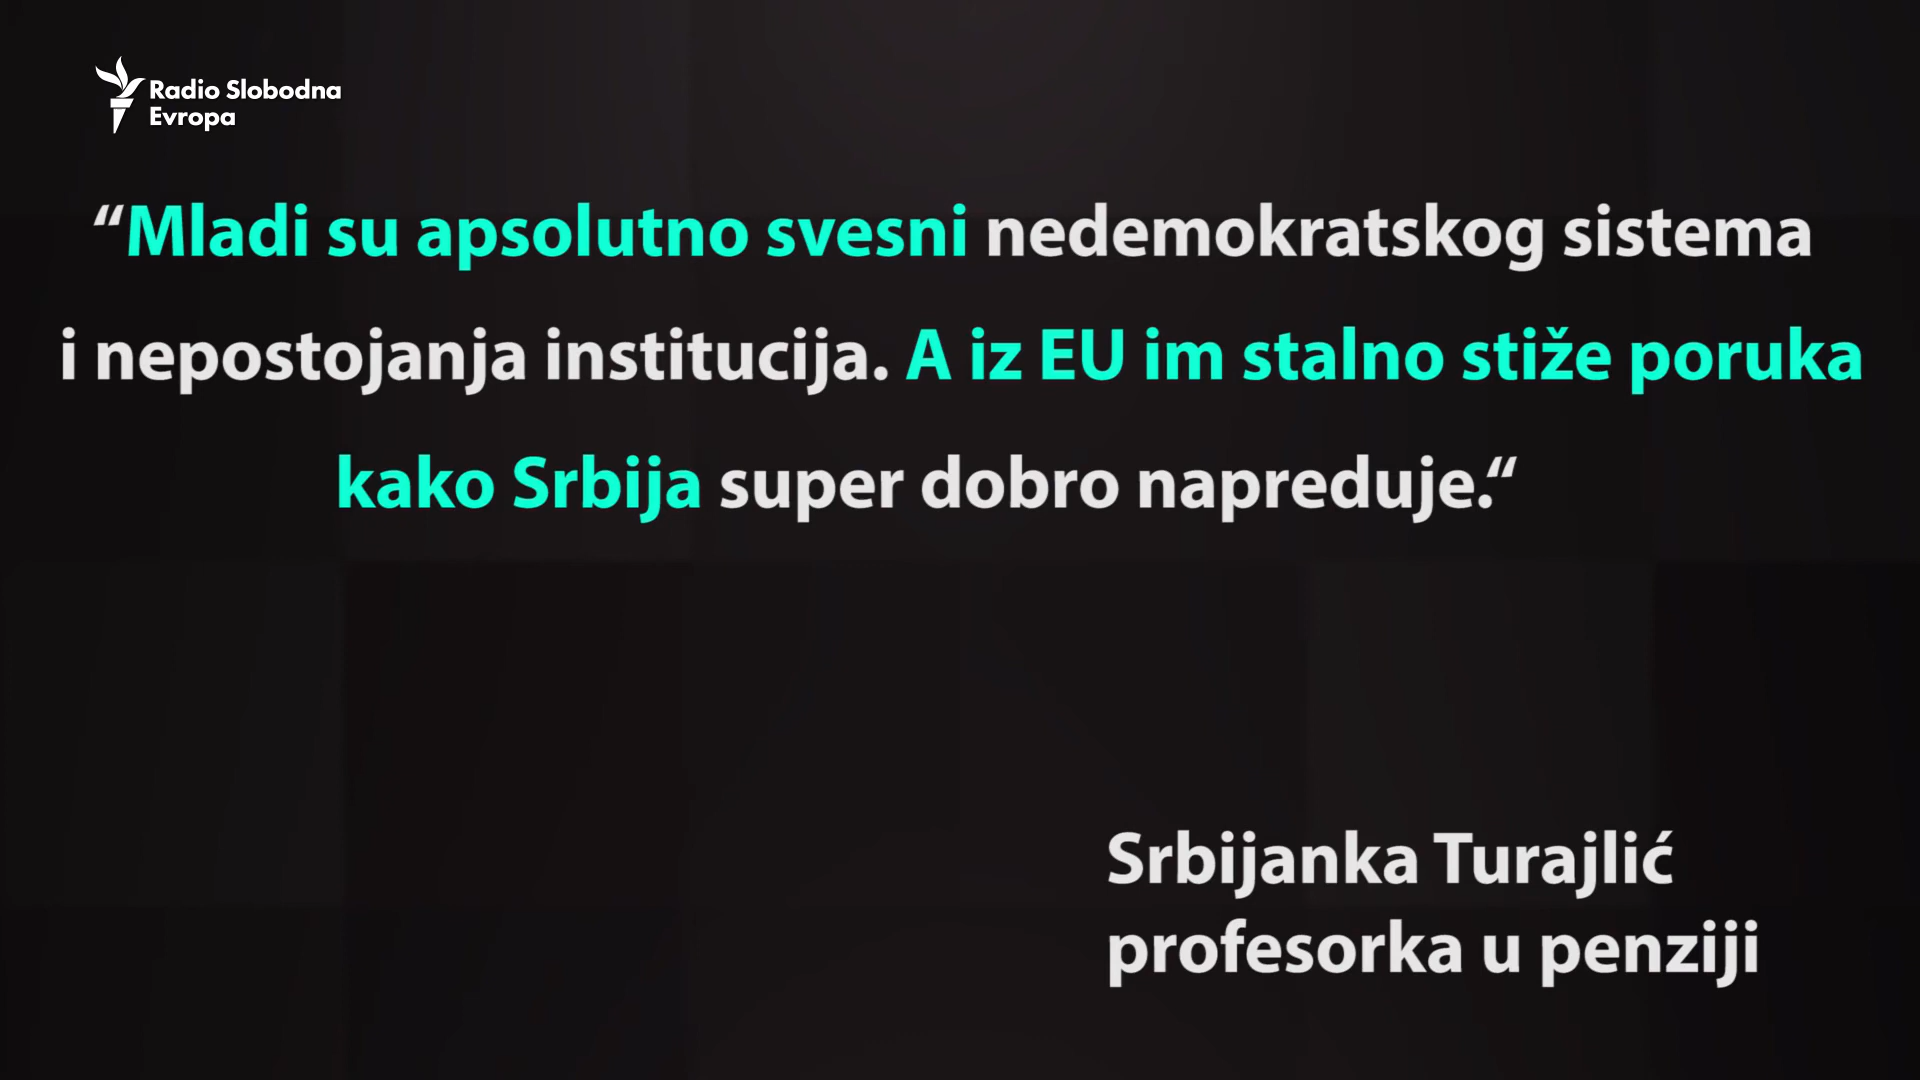 Radio Slobodna
Evropa
“Mladi su apsolutno svesni nedemokratskog sistema
i nepostojanja institucija. A iz EU im stalno stiže poruka
kako Srbija super dobro napreduje.“
Srbijanka Turajlić
profesorka u penziji